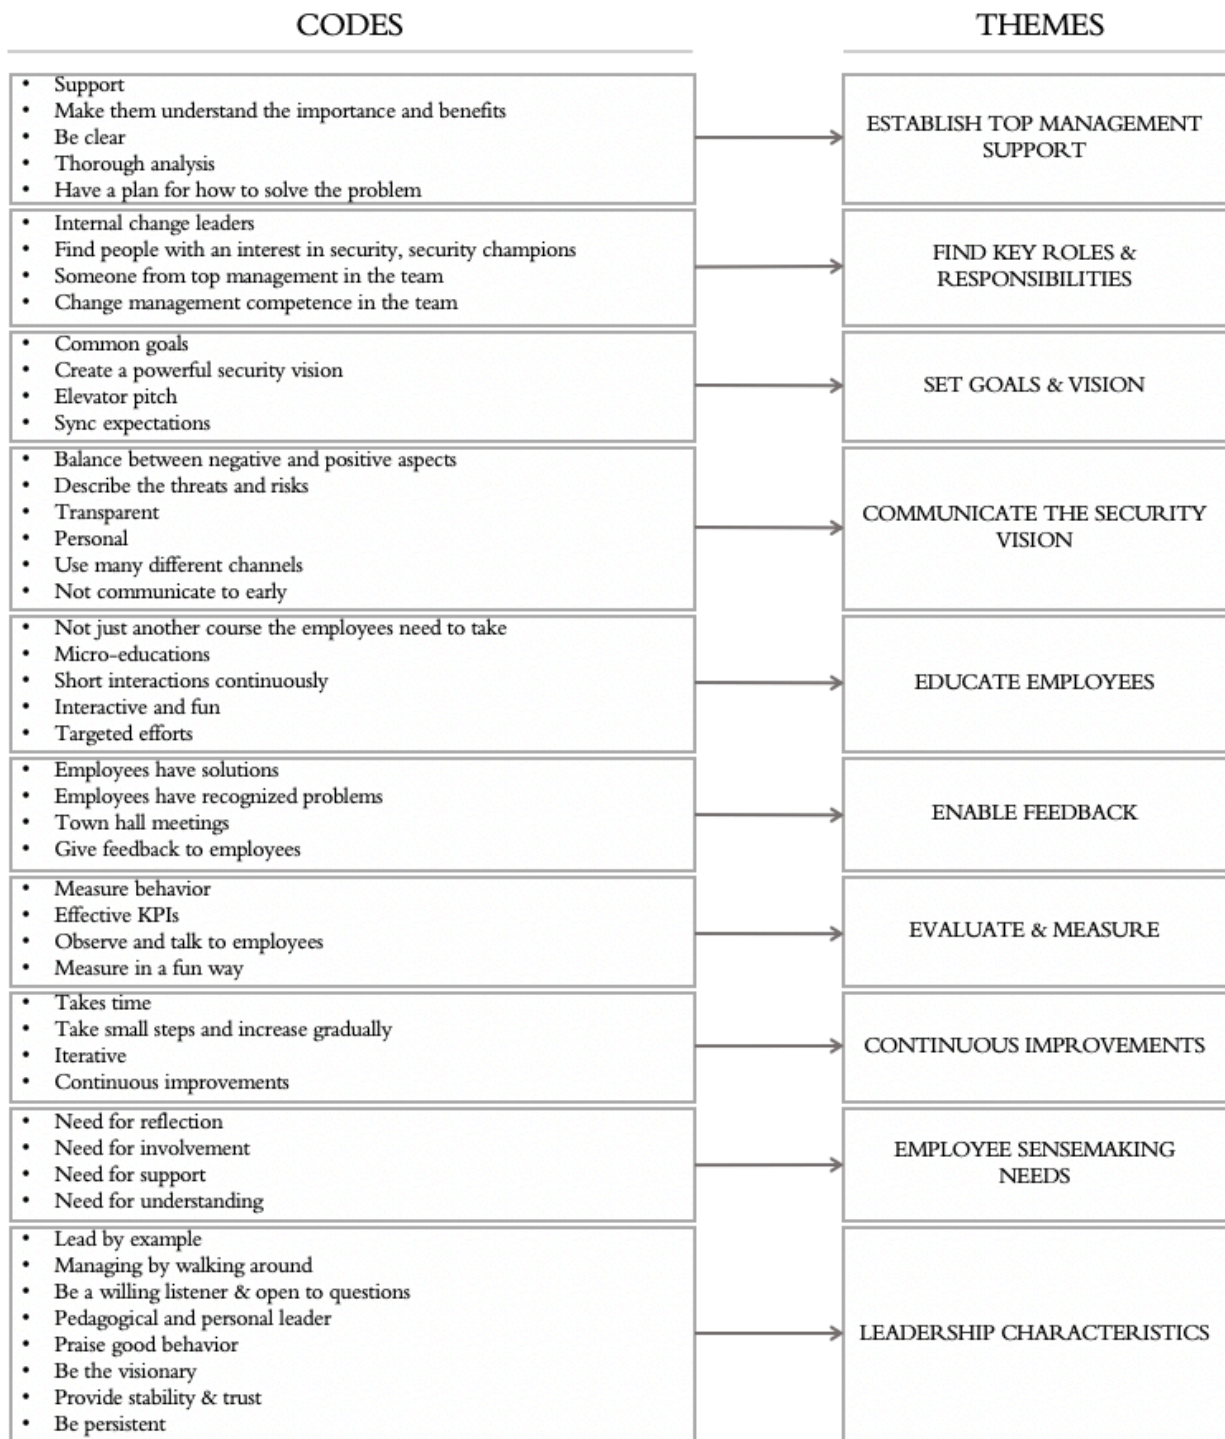 CODES
THEMES
• Support
• Make them understand the importance and benefits
• Be clear
• Thorough analysis
• Have a plan for how to solve the problem
ESTABLISH TOP MANAGEMENT
SUPPORT
• Internal change leaders
• Find people with an interest in security, security champions
• Someone from top management in the team
• Change management competence in the team
FIND KEY ROLES &
RESPONSIBILITIES
• Common goals
• Create a powerful security vision
• Elevator pitch
• Sync expectations
SET GOALS & VISION
• Balance between negative and positive aspects
• Describe the threats and risks
• Transparent
• Personal
• Use many different channels
• Not communicate to early
COMMUNICATE THE SECURITY
VISION
• Not just another course the employees need to take
• Micro-educations
• Short interactions continuously
• Interactive and fun
• Targeted efforts
EDUCATE EMPLOYEES
• Employees have solutions
• Employees have recognized problems
• Town hall meetings
• Give feedback to employees
ENABLE FEEDBACK
• Measure behavior
• Effective KPIs
• Observe and talk to employees
• Measure in a fun way
EVALUATE & MEASURE
• Takes time
• Take small steps and increase gradually
• Iterative
• Continuous improvements
CONTINUOUS IMPROVEMENTS
• Need for reflection
• Need for involvement
• Need for support
• Need for understanding
EMPLOYEE SENSEMAKING
NEEDS
• Lead by example
• Managing by walking around
• Be a willing listener & open to questions
• Pedagogical and personal leader
• Praise good behavior
• Be the visionary
• Provide stability & trust
• Be persistent
LEADERSHIP CHARACTERISTICS